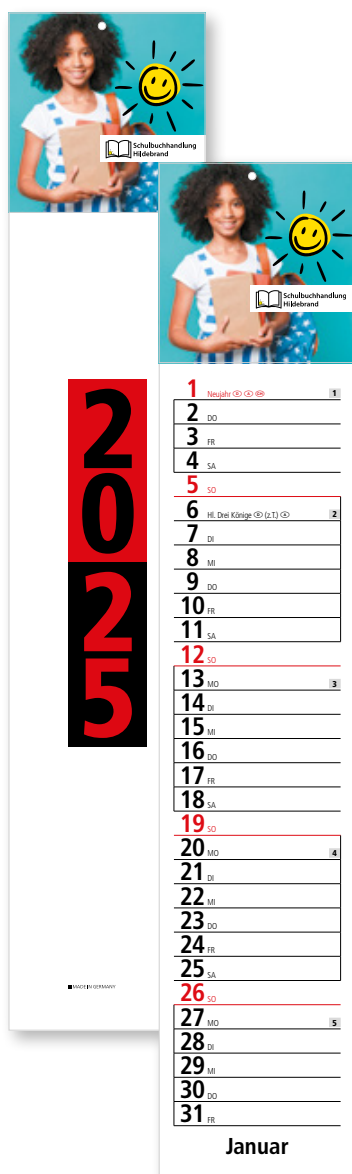 Schulbuchhandlung
Hildebrand
2
0
2
5
MADE IN GERMANY
Schulbuchhandlung
Hildebrand
1 Neujahr D A CH 1
2 DO
3 FR
4 SA
5 SO
6 Hl. Drei Könige D (z.T.) A 2
7 DI
8 MI
9 DO
10 FR
11 SA
12 SO
13 MO 3
14 DI
15 MI
16 DO
17 FR
18 SA
19 SO
20 MO 4
21 DI
22 MI
23 DO
24 FR
25 SA
26 SO
27 MO 5
28 DI
29 MI
30 DO
31 FR
Januar